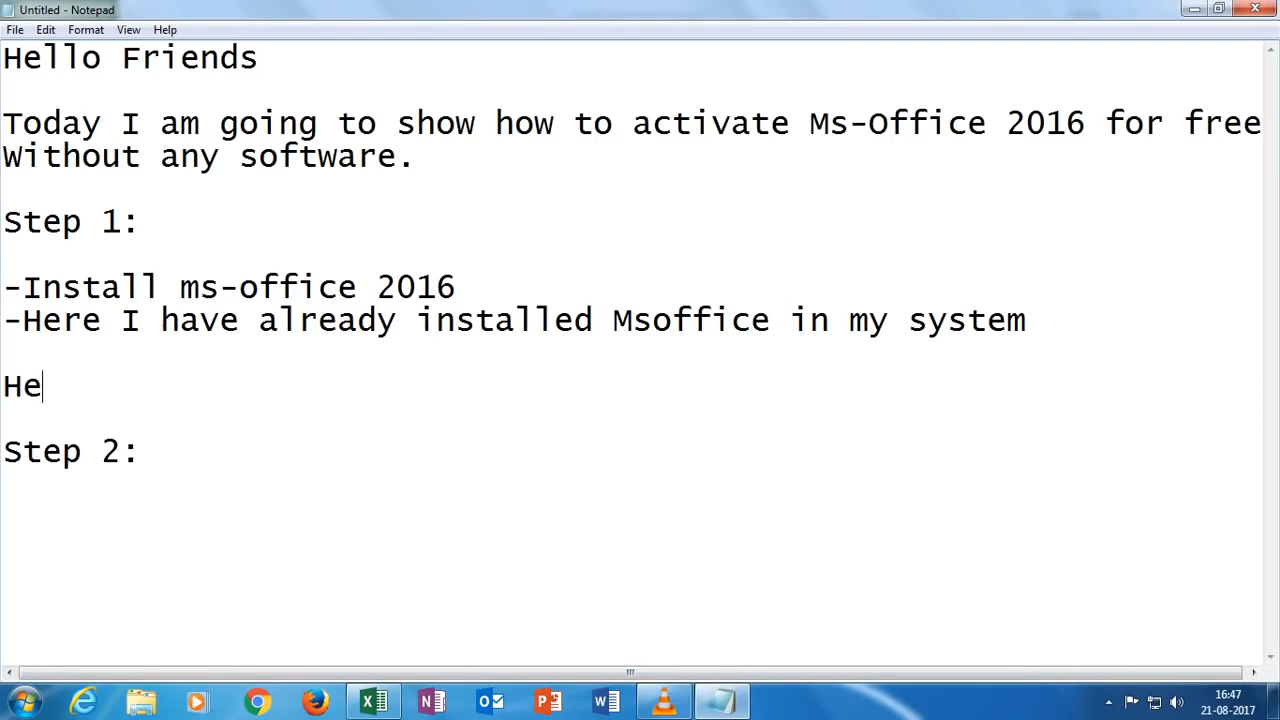 Untitled - Notepad
File Edit Format View Help
Hello Friends
Today I am going to show how to activate Ms-Office 2016 for free
Without any software.
Step 1:
-Install ms-office 2016
-Here I have already installed Msoffice in my system
He
Step 2:
16:47
21-08-2017